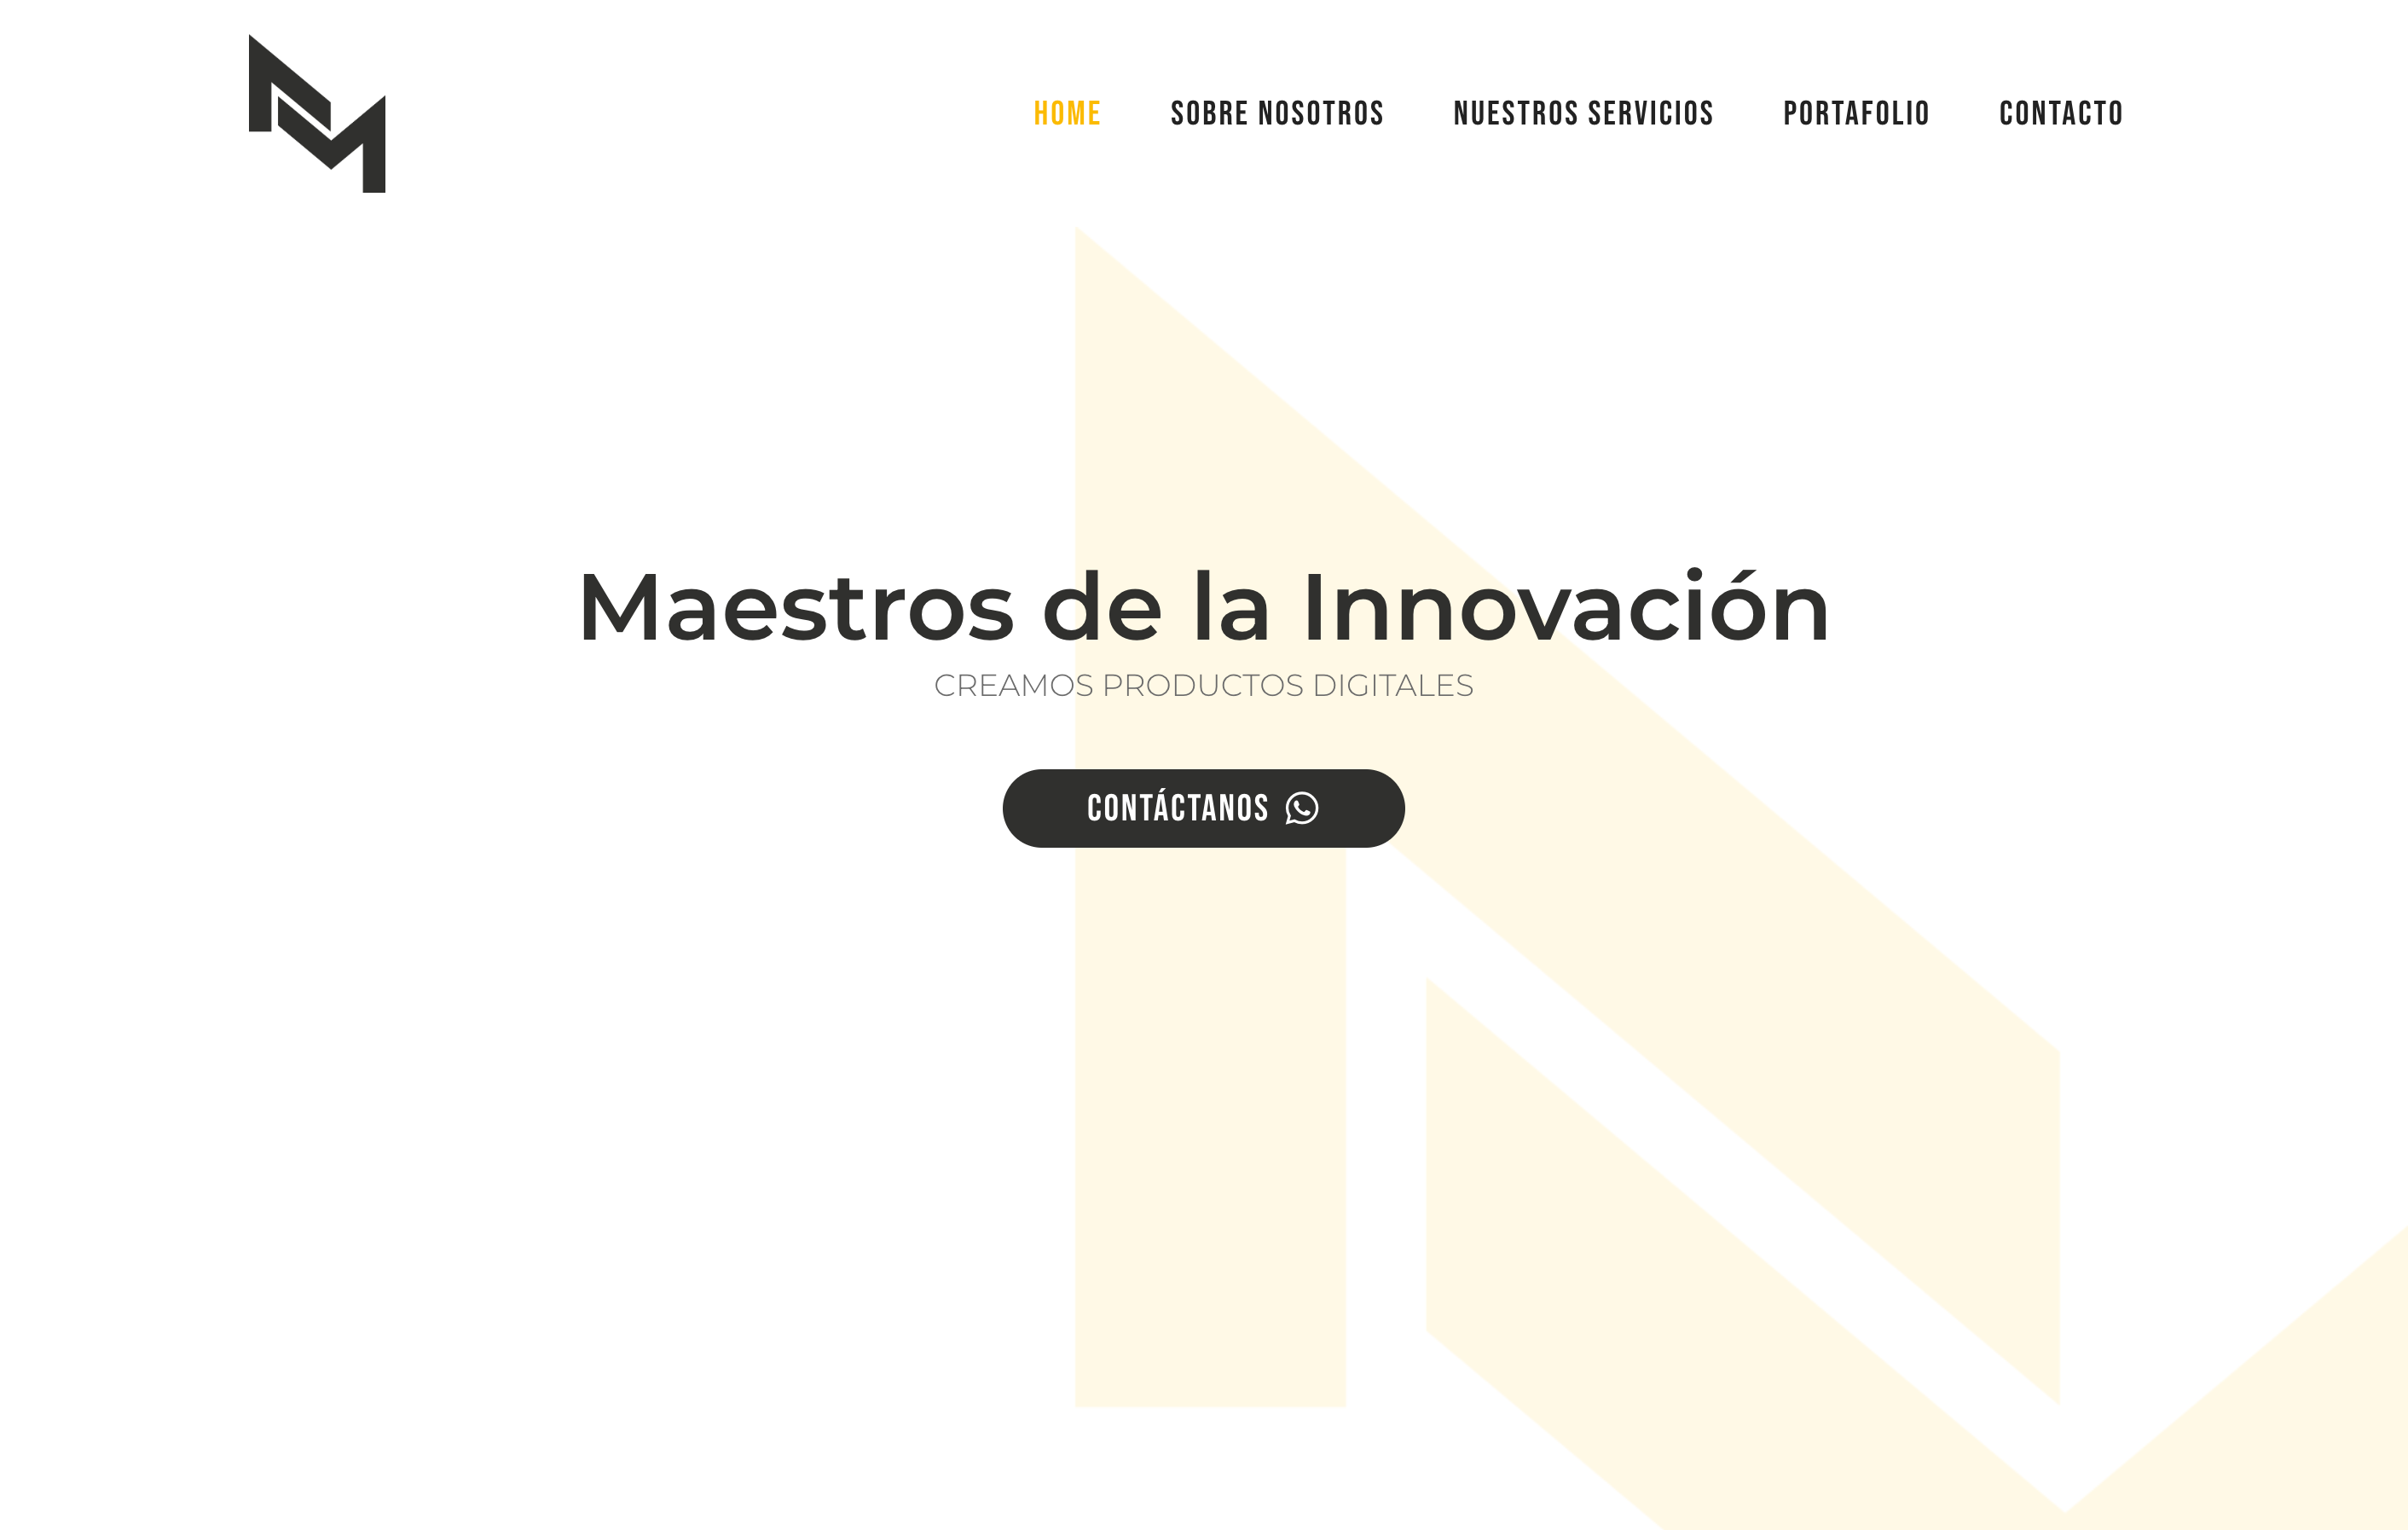 HOME SOBRE NOSOTROS NUESTROS SERVICIOS PORTAFOLIO CONTACTO
Maestros de la Innovación
CREAMOS PRODUCTOS DIGITALES
CONTÁCTANOS